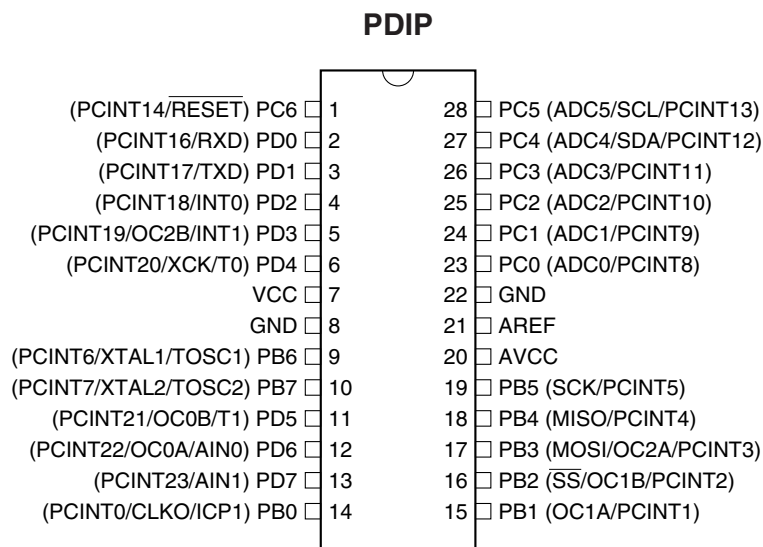 PDIP
(PCINT14/RESET) PC6 1 28 PC5 (ADC5/SCL/PCINT13)
(PCINT16/RXD) PD0 2 27 PC4 (ADC4/SDA/PCINT12)
(PCINT17/TXD) PD1 3 26 PC3 (ADC3/PCINT11)
(PCINT18/INT0) PD2 4 25 PC2 (ADC2/PCINT10)
(PCINT19/OC2B/INT1) PD3 5 24 PC1 (ADC1/PCINT9)
(PCINT20/XCK/T0) PD4 6 23 PC0 (ADC0/PCINT8)
VCC 7 22 GND
GND 8 21 AREF
(PCINT6/XTAL1/TOSC1) PB6 9 20 AVCC
(PCINT7/XTAL2/TOSC2) PB7 10 19 PB5 (SCK/PCINT5)
(PCINT21/OC0B/T1) PD5 11 18 PB4 (MISO/PCINT4)
(PCINT22/OC0A/AIN0) PD6 12 17 PB3 (MOSI/OC2A/PCINT3)
(PCINT23/AIN1) PD7 13 16 PB2 (SS/OC1B/PCINT2)
(PCINT0/CLKO/ICP1) PB0 14 15 PB1 (OC1A/PCINT1)